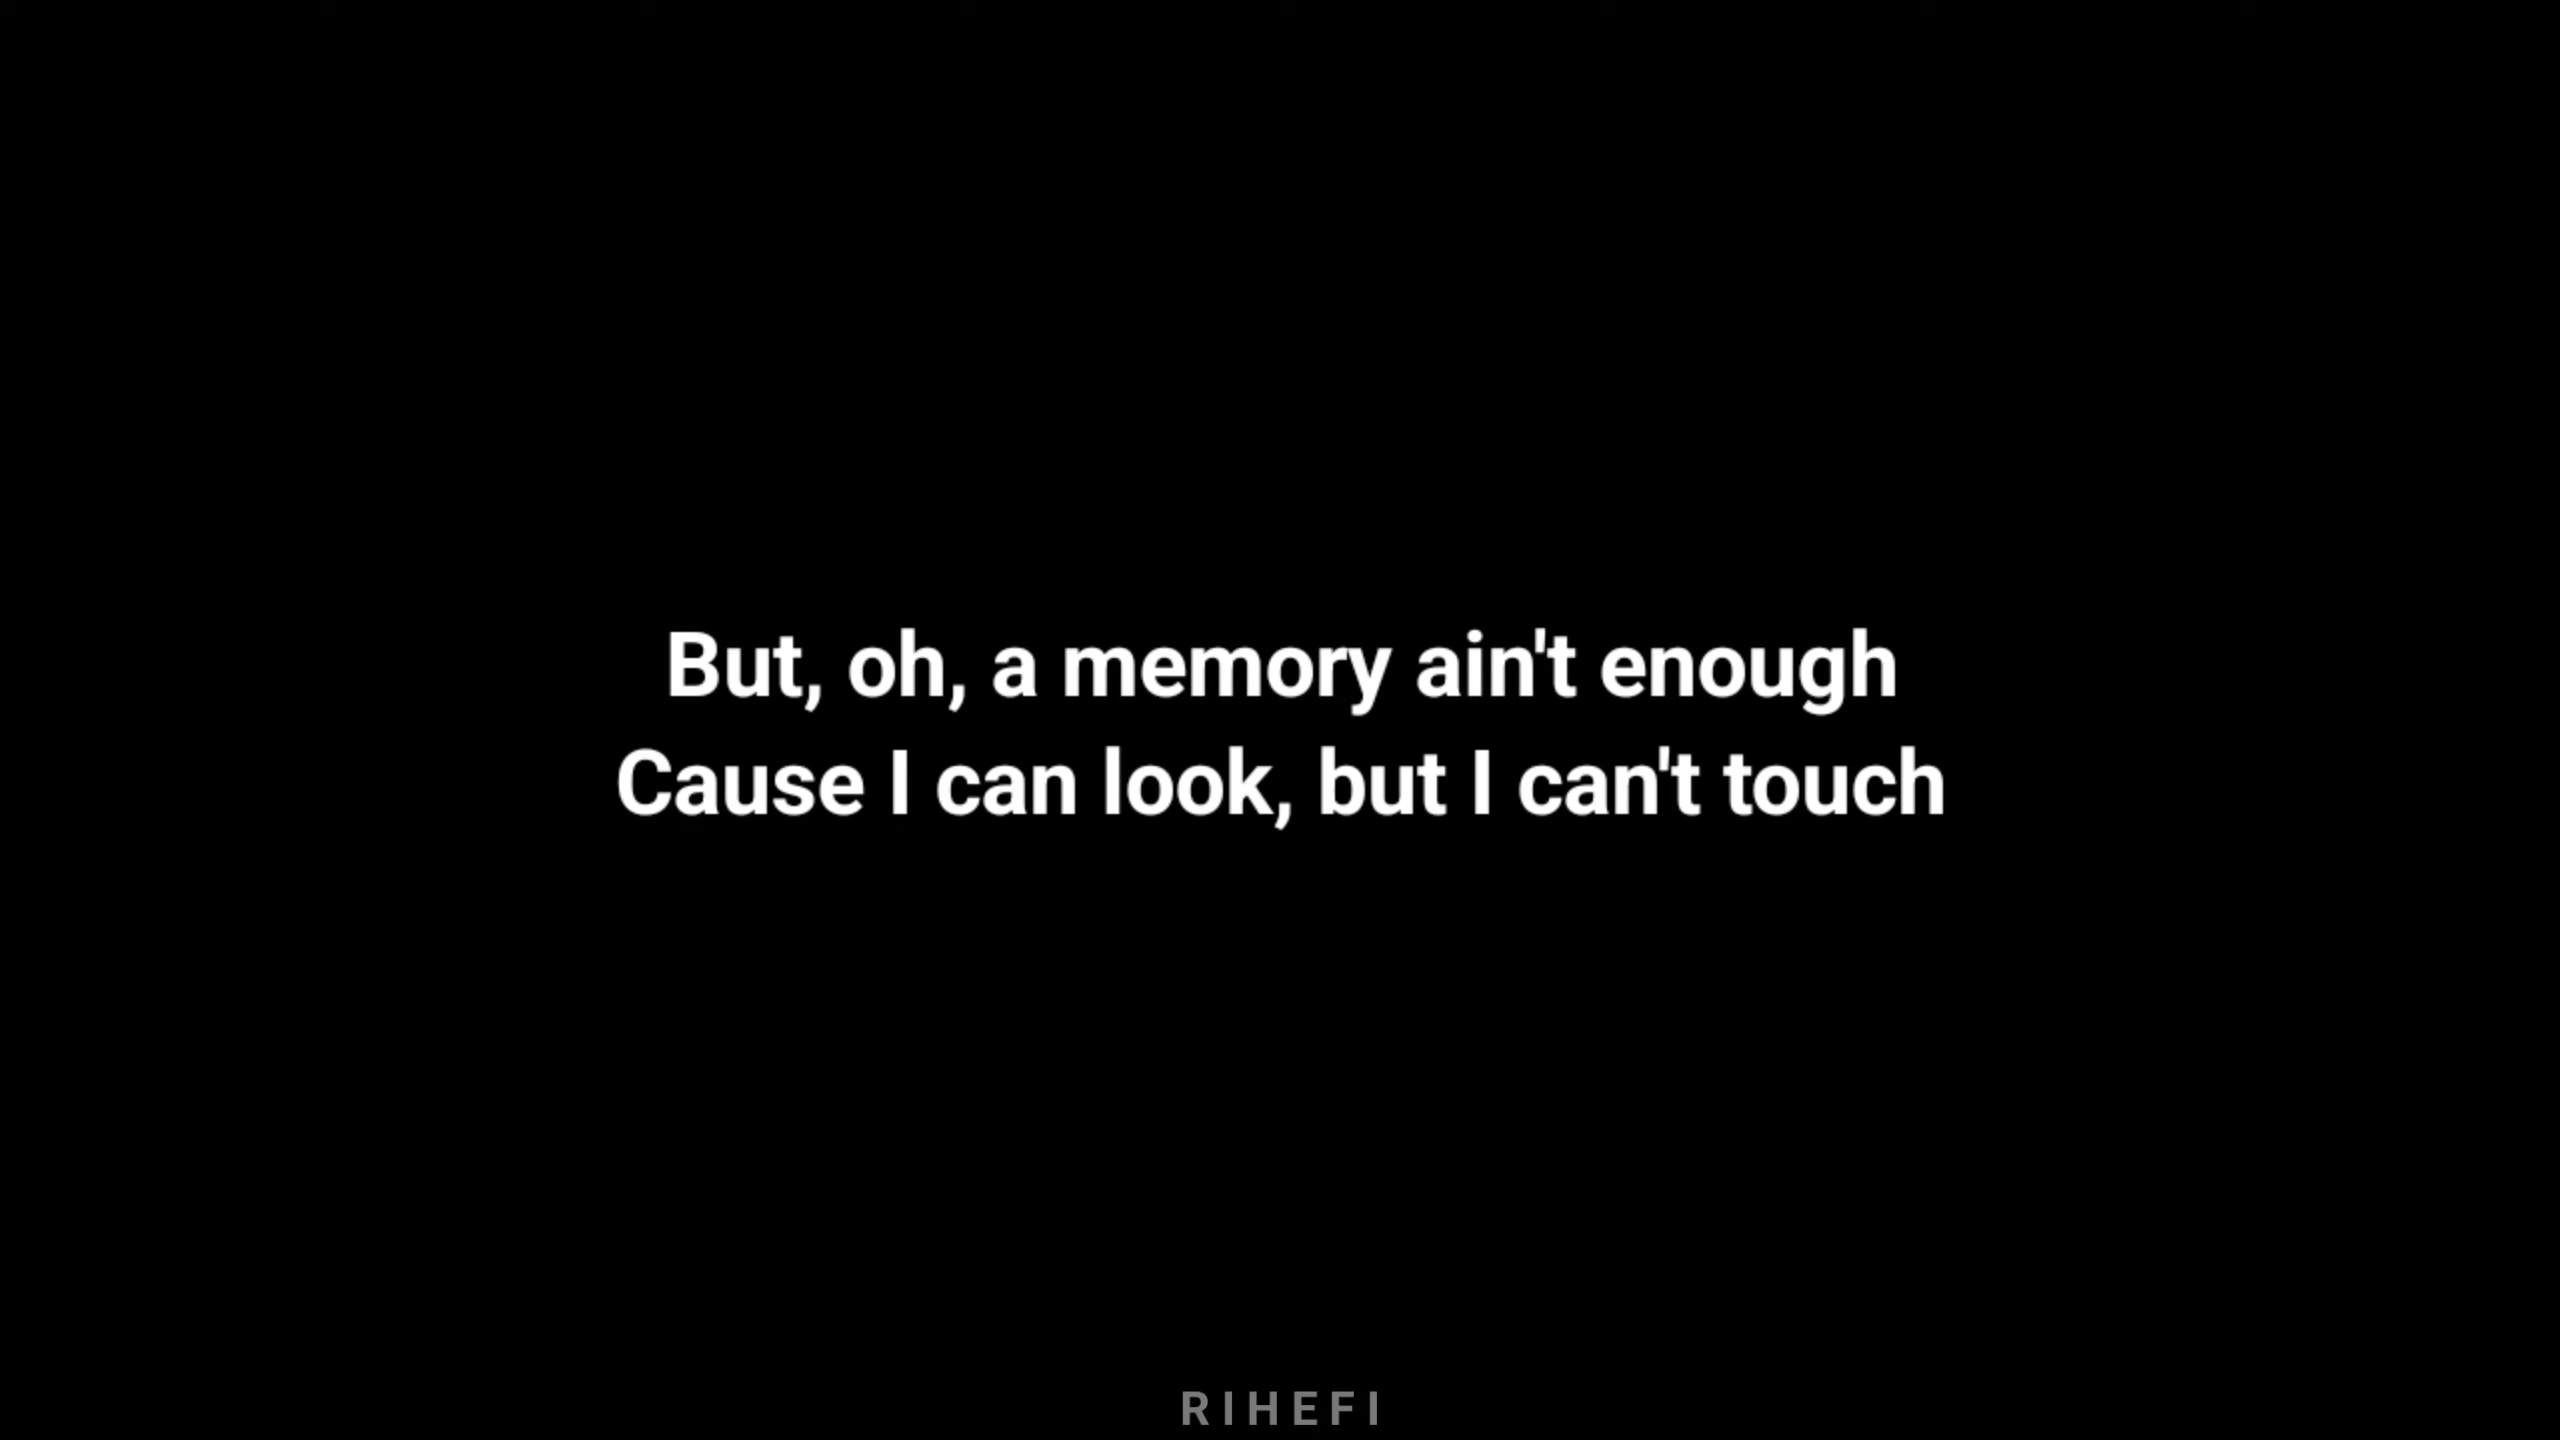 But, oh, a memory ain't enough
Cause I can look, but I can't touch
RIHEFI